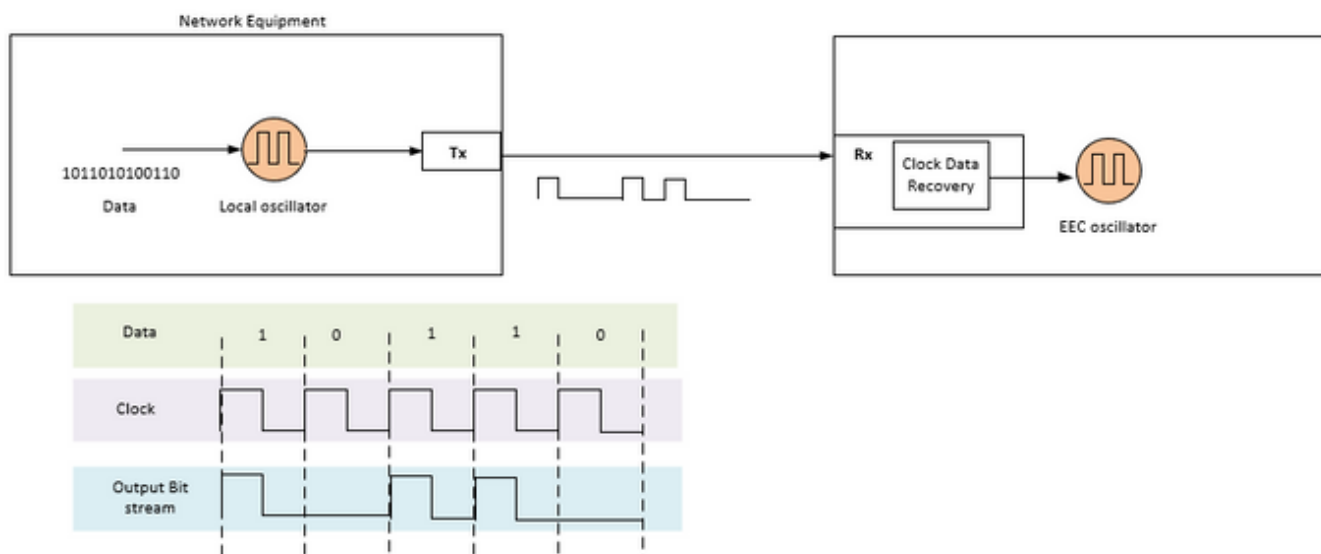 Network Equipment
1011010100110
Data
Local oscillator
Tx
Rx
Clock Data
Recovery
EEC oscillator
Data 1 0 1 1 0
Clock
Output Bit
stream